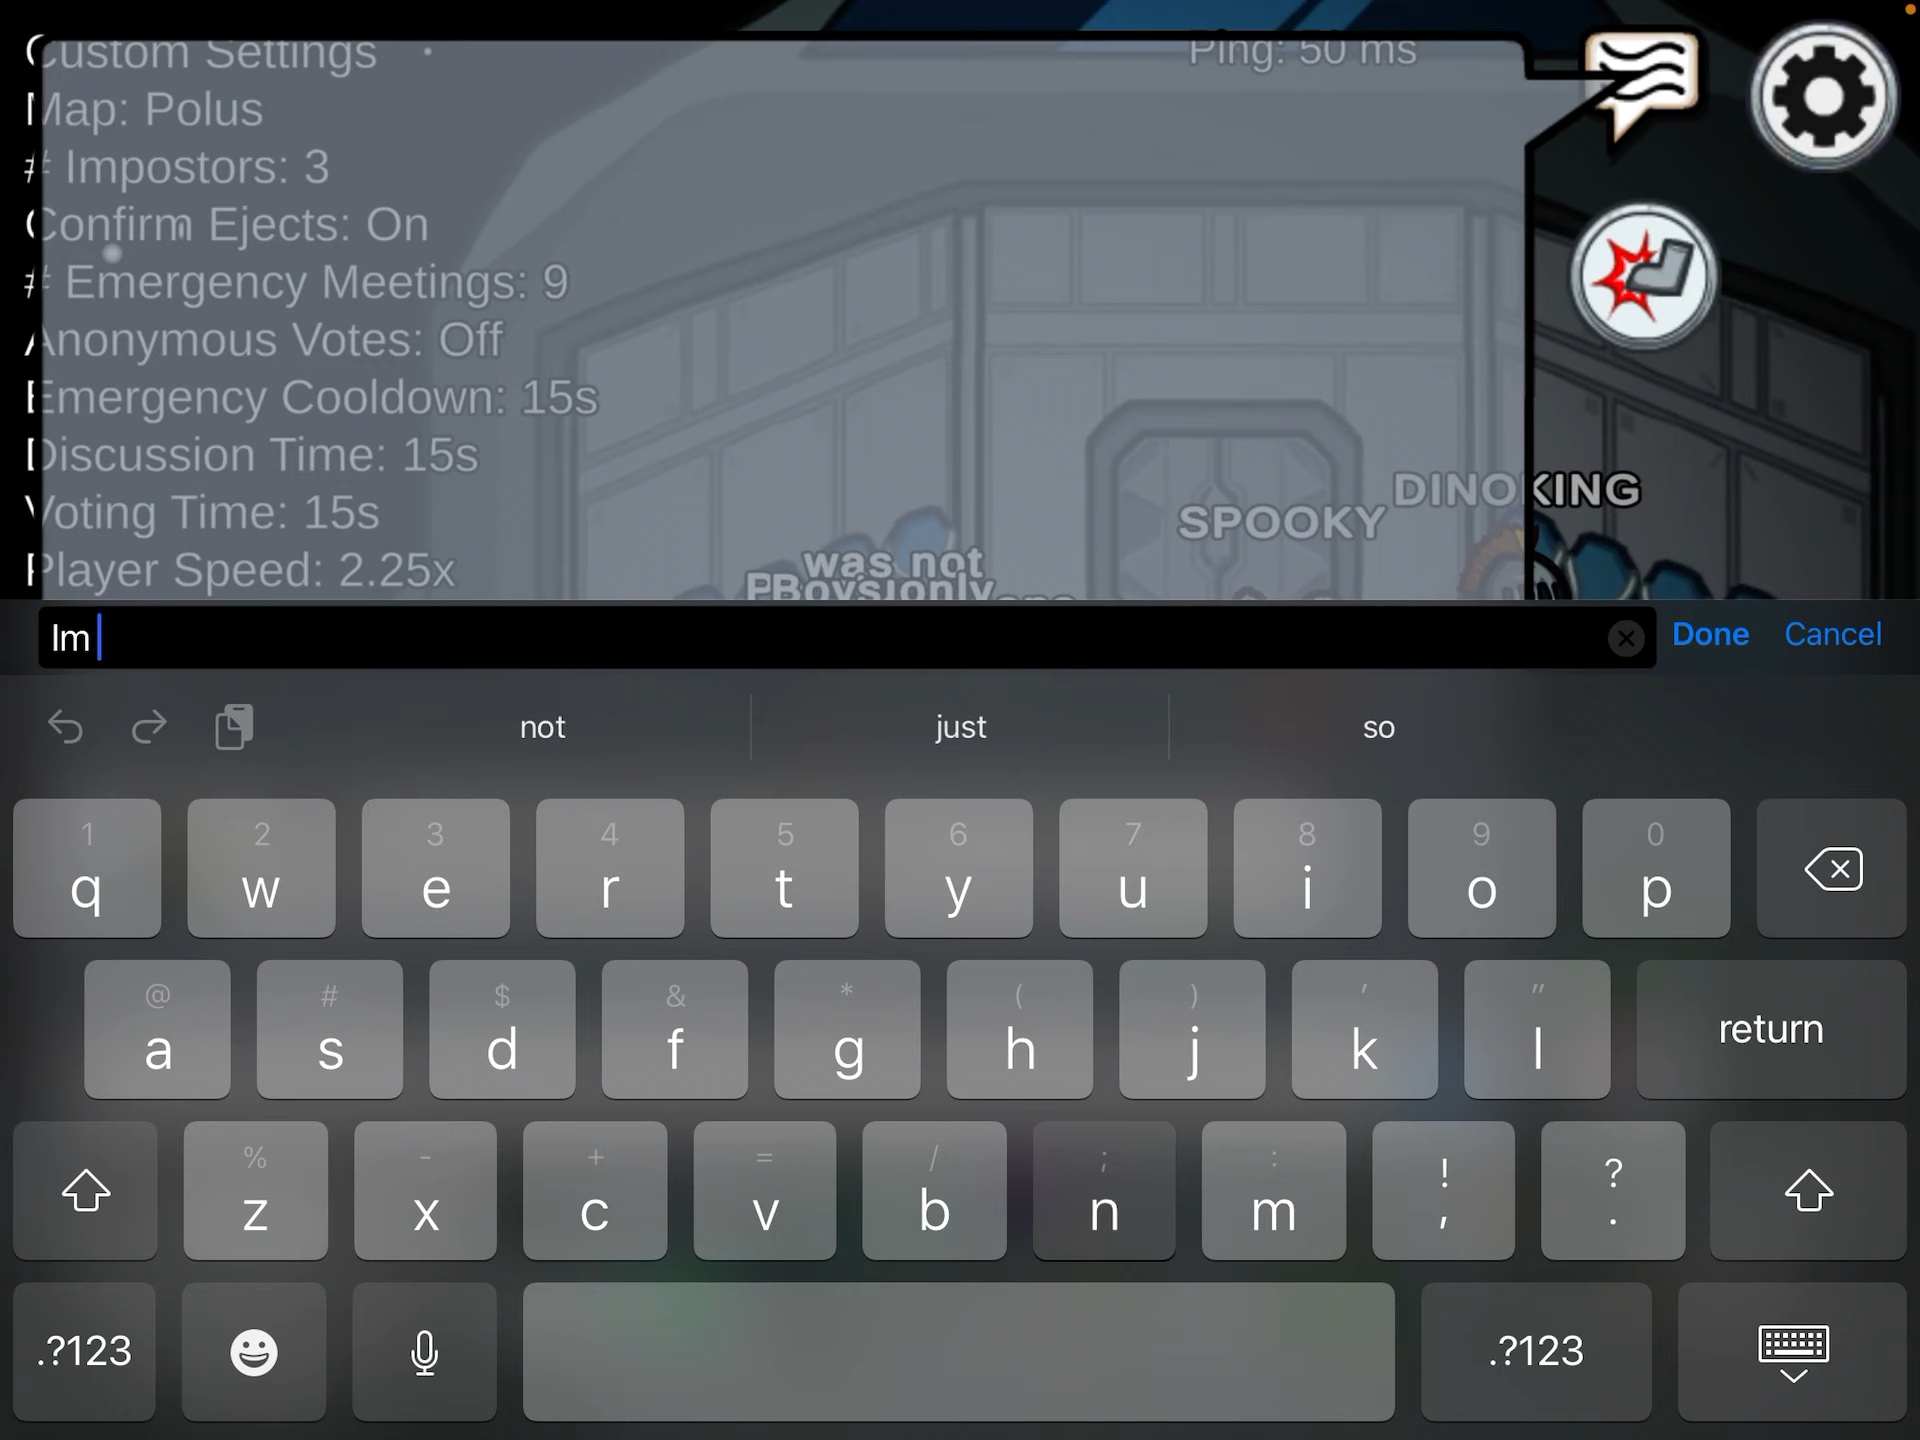 Custom Settings
Ping: 50 ms
Map: Polus
# Impostors: 3
Confirm Ejects: On
# Emergency Meetings: 9
Anonymous Votes: Off
Emergency Cooldown: 15s
Discussion Time: 15s
Voting Time: 15s
Player Speed: 2.25x
DINOKING
SPOOKY
was not
Im
Done
Cancel
not just so
1 2 3 4 5 6 7 8 9 0
q w e r t y u i o p
@ # $ & * ( ) ' "
a s d f g h j k l return
% - + = / ; : ! ?
z x c v b n m , .
.?123 .?123